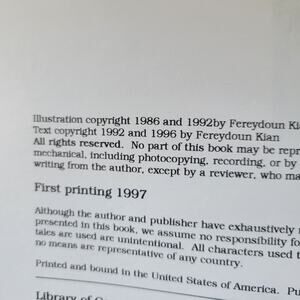 Illustration copyright 1986 and 1992by Fereydoun Kia
Text copyright 1992 and 1996 by Fereydoun Kian
All rights reserved. No part of this book may be repr
mechanical, including photocopying, recording, or by
writing from the author, except by a reviewer, who ma
First printing 1997
Although the author and publisher have exhaustively r
presented in this book, we assume no responsibility fo
tales are used are unintentional. All characters used t
no means are representative of any country.
Printed and bound in the United States of America. Pu
Library of C